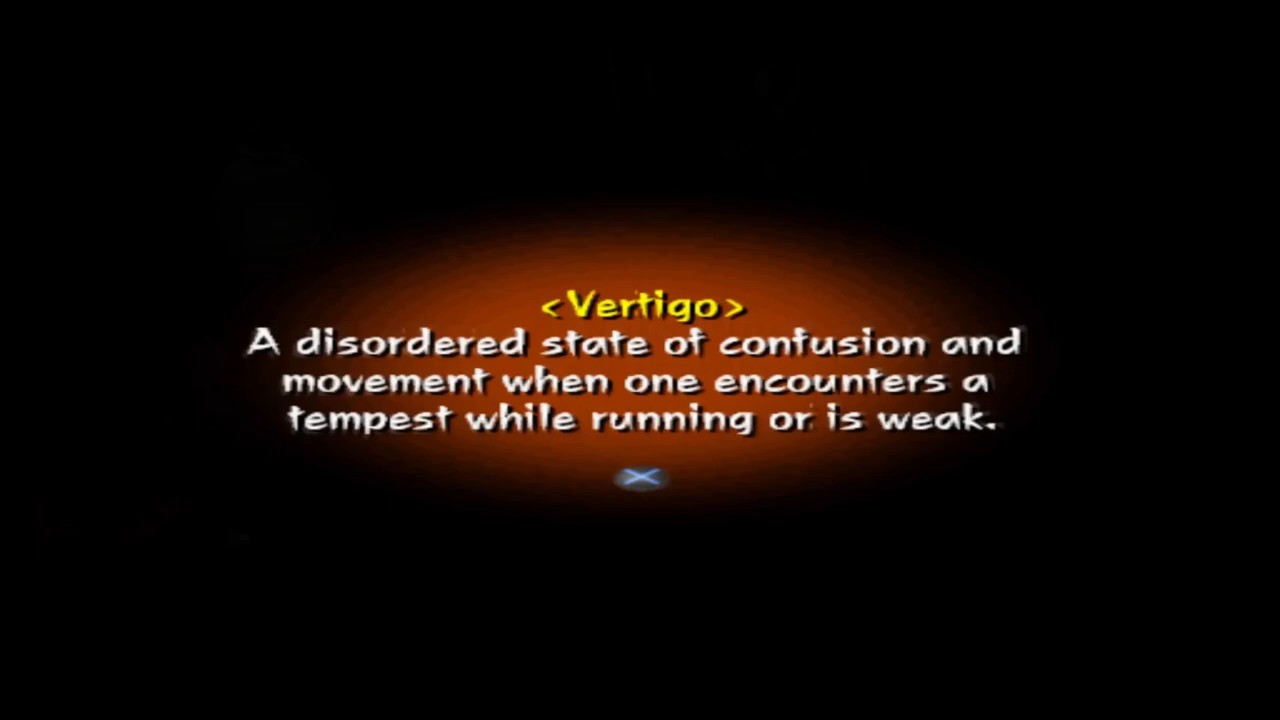 <Vertigo>
A disordered state of confusion and
movement when one encounters a
tempest while running or is weak.